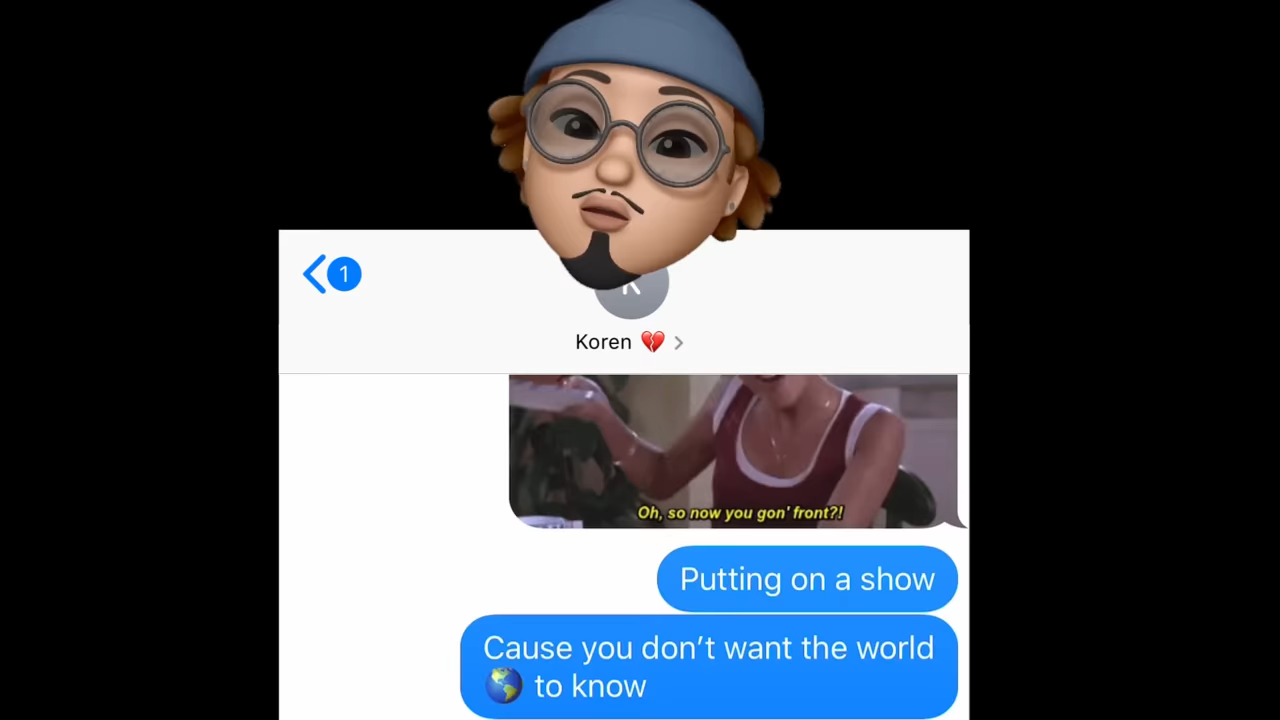 1
K
Koren 💔
Oh, so now you gon' front?!
Putting on a show
Cause you don't want the world
🌎 to know